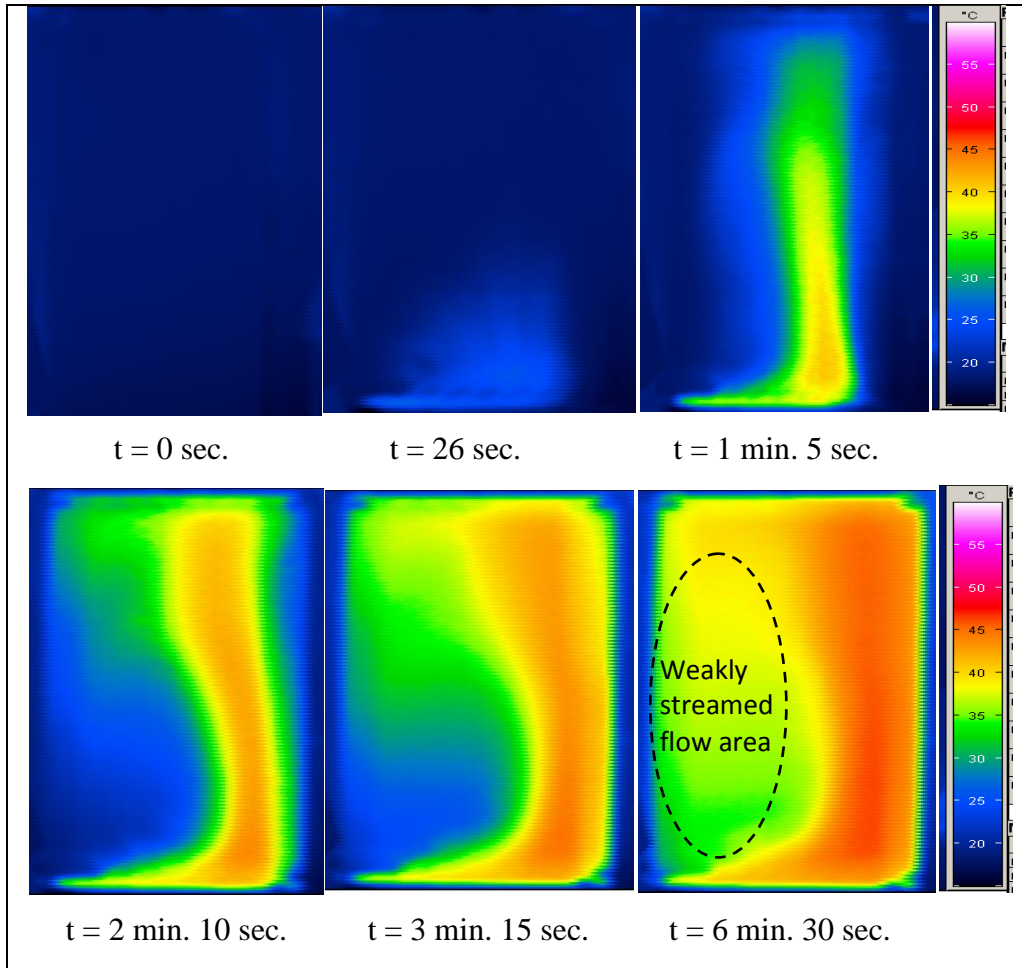 °C
55
50
45
40
35
30
25
20
t = 0 sec.
t = 26 sec.
t = 1 min. 5 sec.
°C
55
50
45
40
35
30
25
20
Weakly
streamed
flow area
t = 2 min. 10 sec.
t = 3 min. 15 sec.
t = 6 min. 30 sec.